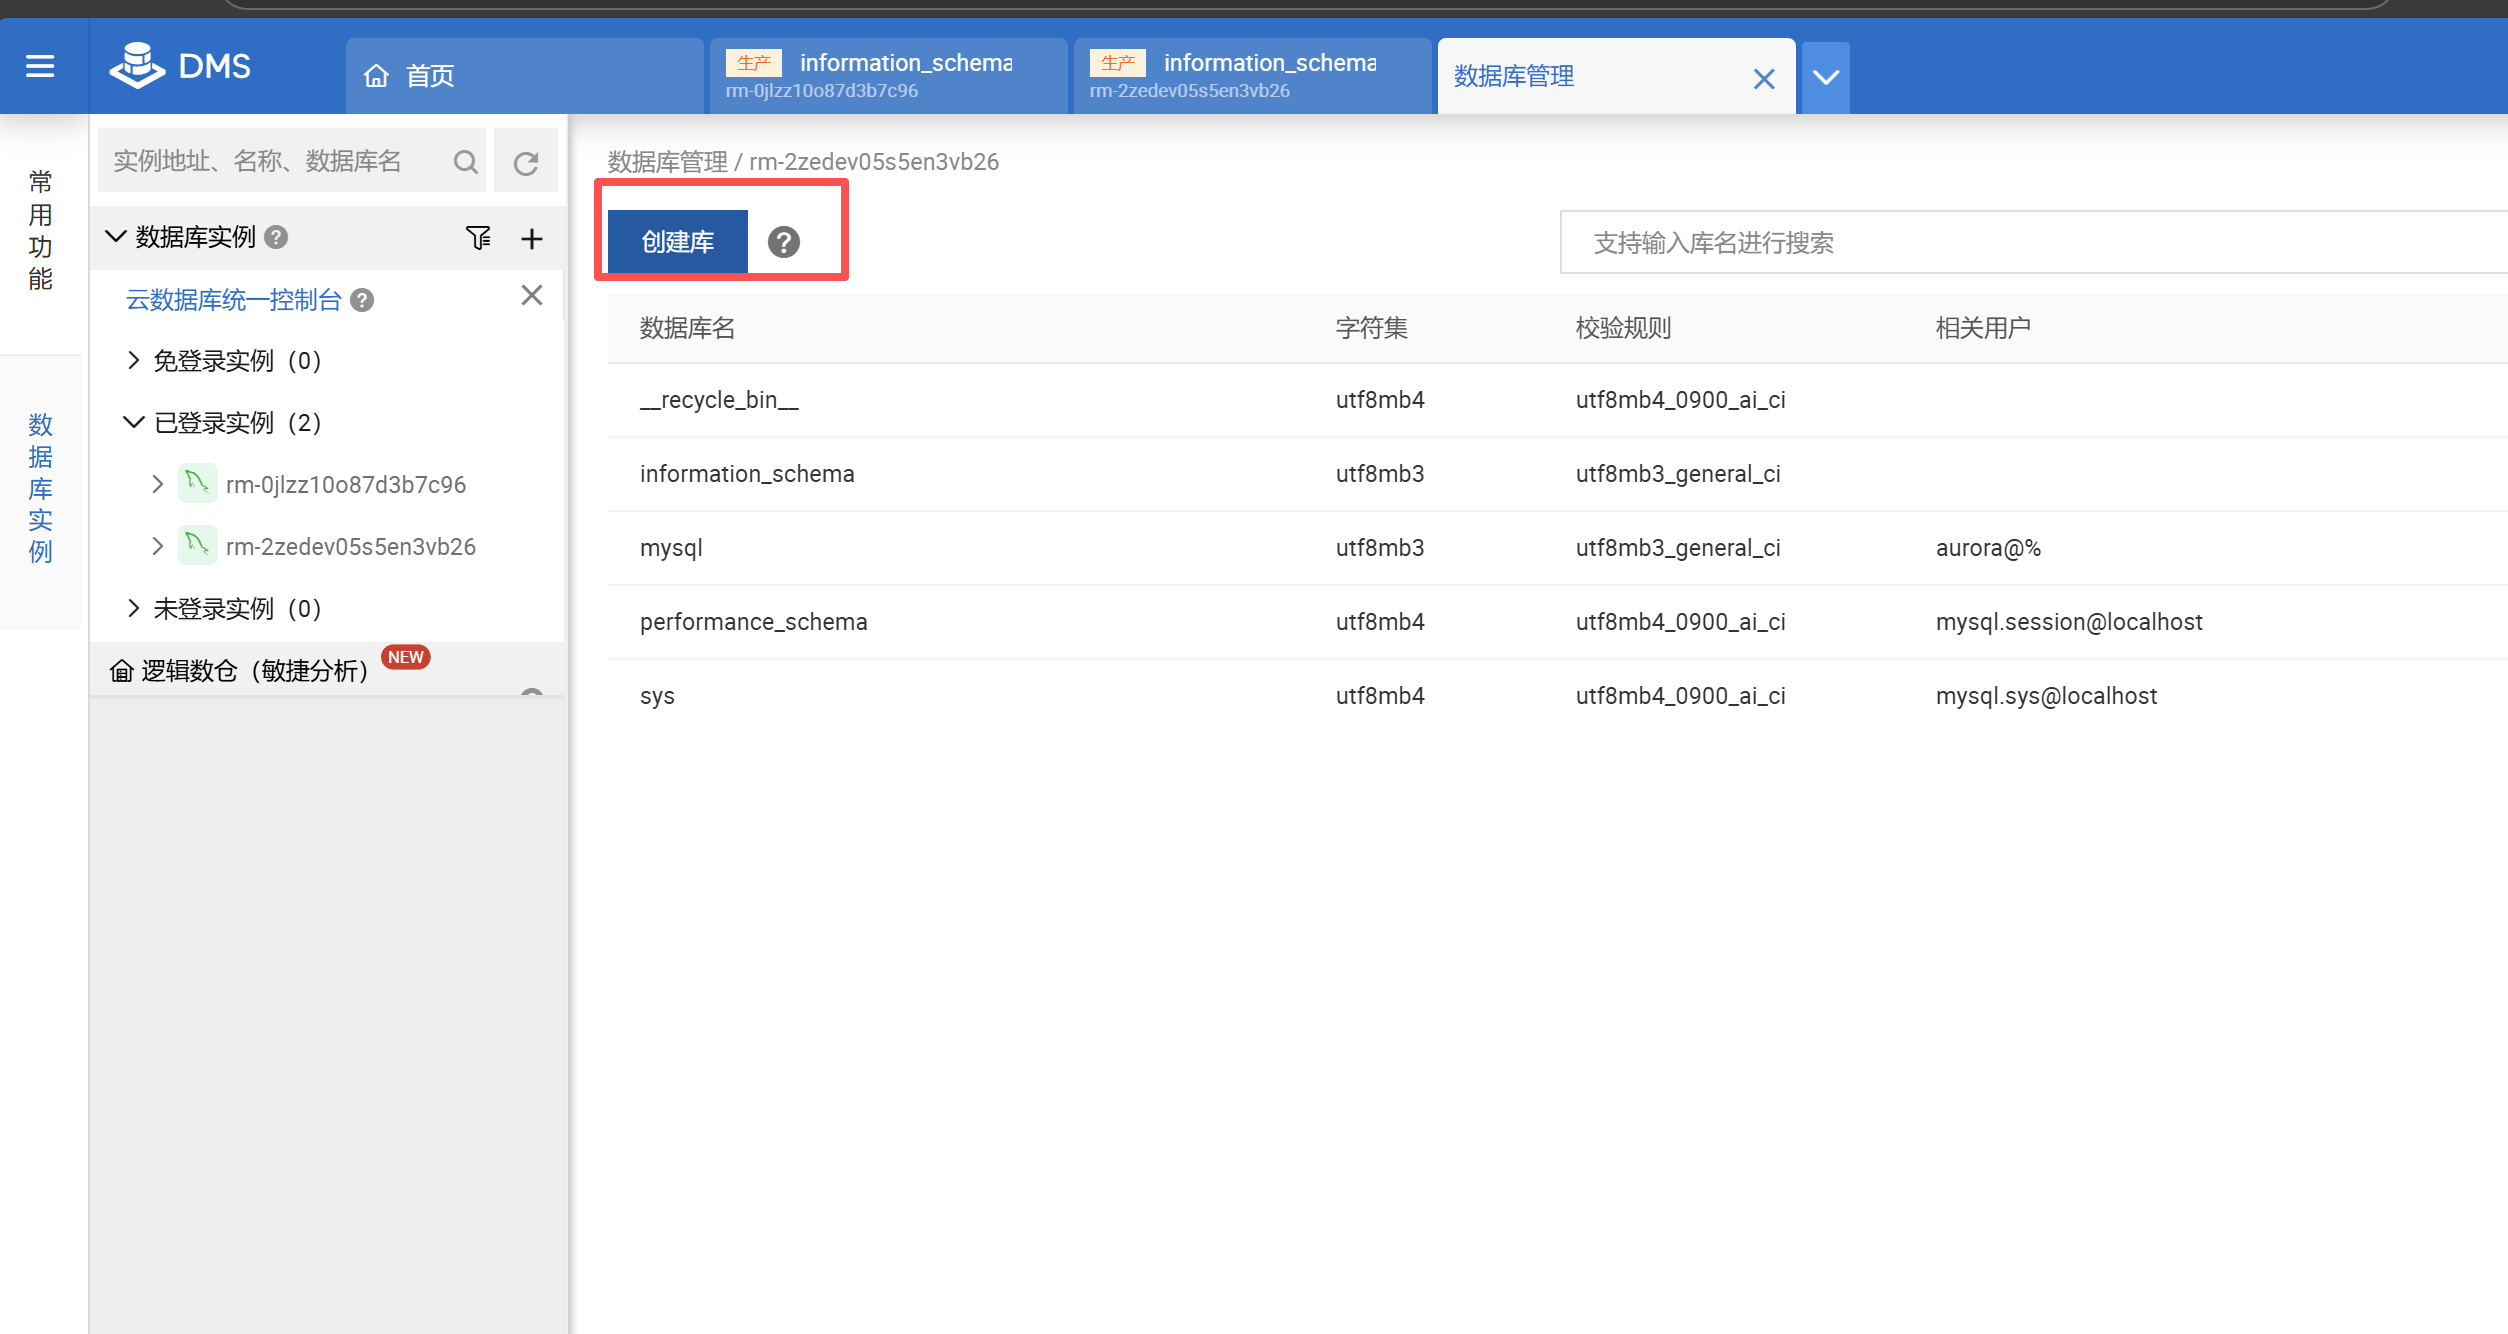 DMS
首页
生产 information_schema
rm-0jlzz10o87d3b7c96
生产 information_schema
rm-2zedev05s5en3vb26
数据库管理
常用功能
数据库实例
实例地址、名称、数据库名
数据库实例
云数据库统一控制台
免登录实例（0）
已登录实例（2）
rm-0jlzz10o87d3b7c96
rm-2zedev05s5en3vb26
未登录实例（0）
逻辑数仓（敏捷分析） NEW
数据库管理 / rm-2zedev05s5en3vb26
创建库
支持输入库名进行搜索
数据库名 字符集 校验规则 相关用户
__recycle_bin__ utf8mb4 utf8mb4_0900_ai_ci
information_schema utf8mb3 utf8mb3_general_ci
mysql utf8mb3 utf8mb3_general_ci aurora@%
performance_schema utf8mb4 utf8mb4_0900_ai_ci mysql.session@localhost
sys utf8mb4 utf8mb4_0900_ai_ci mysql.sys@localhost